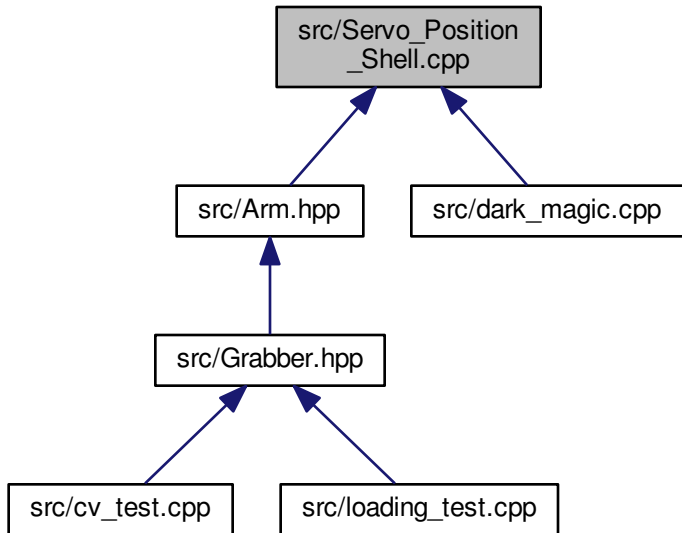 src/Servo_Position
_Shell.cpp
src/Arm.hpp
src/dark_magic.cpp
src/Grabber.hpp
src/cv_test.cpp
src/loading_test.cpp